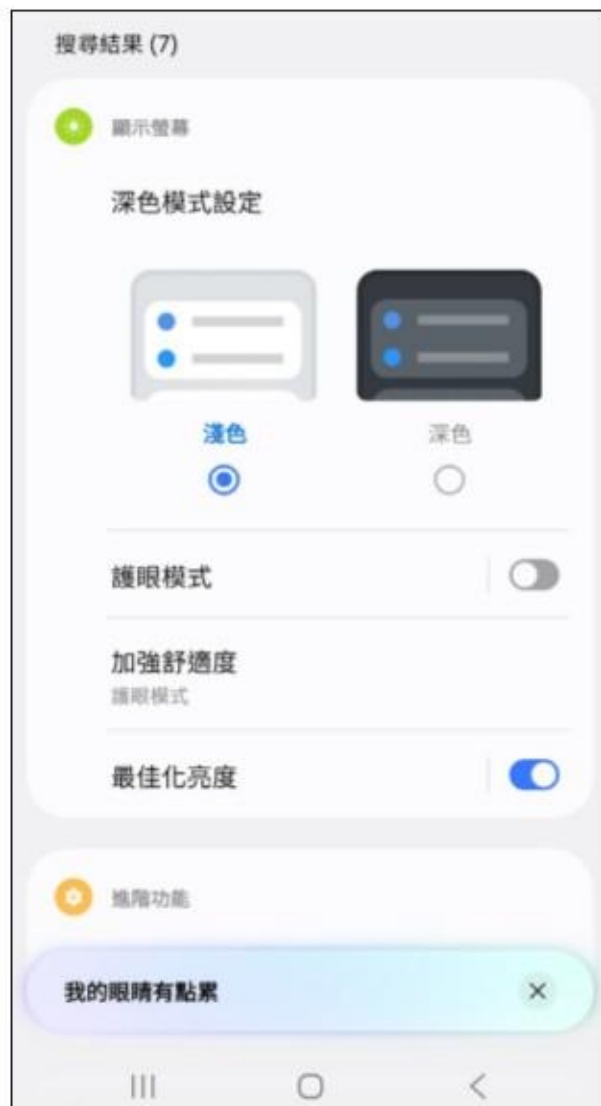 搜尋結果 (7)
顯示螢幕
深色模式設定
淺色
深色
護眼模式
加強舒適度
護眼模式
最佳化亮度
進階功能
我的眼睛有點累